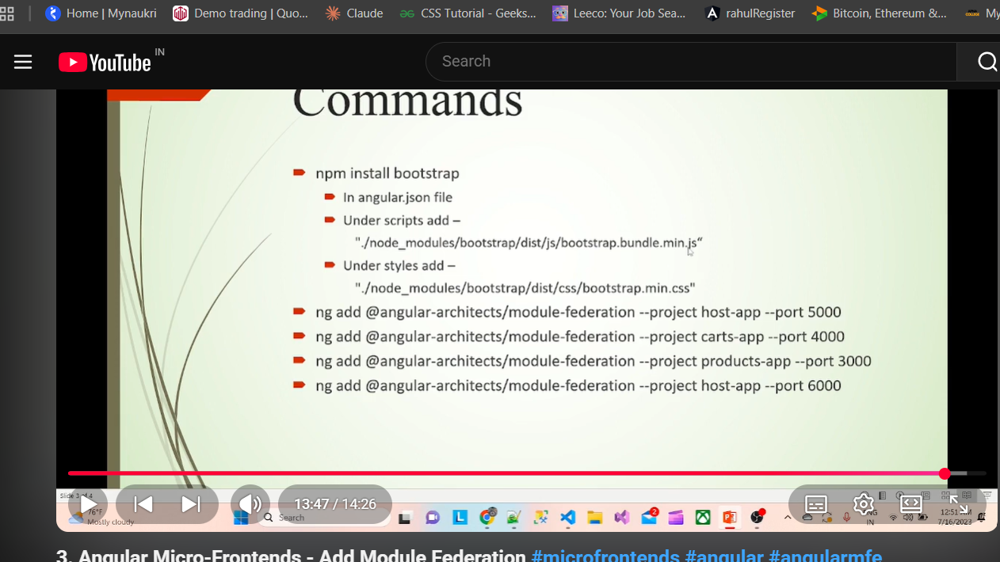 Home | Mynaukri
Demo trading | Quo...
Claude
CSS Tutorial - Geeks...
Leeco: Your Job Sea...
rahulRegister
Bitcoin, Ethereum &...
My
YouTube IN
Search
Commands
npm install bootstrap
In angular.json file
Under scripts add –
"./node_modules/bootstrap/dist/js/bootstrap.bundle.min.js“
Under styles add –
"./node_modules/bootstrap/dist/css/bootstrap.min.css"
ng add @angular-architects/module-federation --project host-app --port 5000
ng add @angular-architects/module-federation --project carts-app --port 4000
ng add @angular-architects/module-federation --project products-app --port 3000
ng add @angular-architects/module-federation --project host-app --port 6000
Slide 3 of 4
13:47 / 14:26
76°F
Mostly cloudy
Search
IN
7/16/2023
3. Angular Micro-Frontends - Add Module Federation #microfrontends #angular #angularmfe